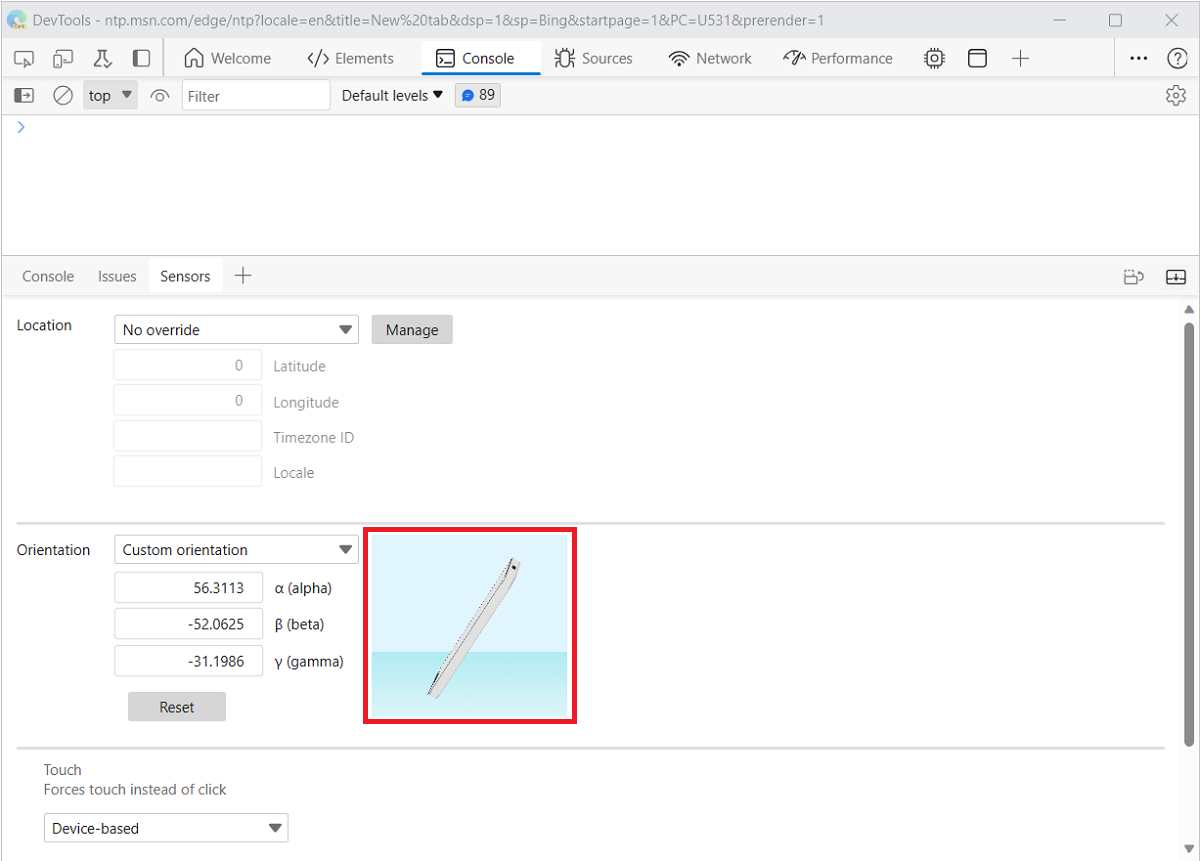 DevTools - ntp.msn.com/edge/ntp?locale=en&title=New%20tab&dsp=1&sp=Bing&startpage=1&PC=U531&prerender=1
Welcome Elements Console Sources Network Performance
top Filter Default levels 89
Console Issues Sensors
Location No override Manage
0 Latitude
0 Longitude
Timezone ID
Locale
Orientation Custom orientation
56.3113 α (alpha)
-52.0625 β (beta)
-31.1986 γ (gamma)
Reset
Touch
Forces touch instead of click
Device-based